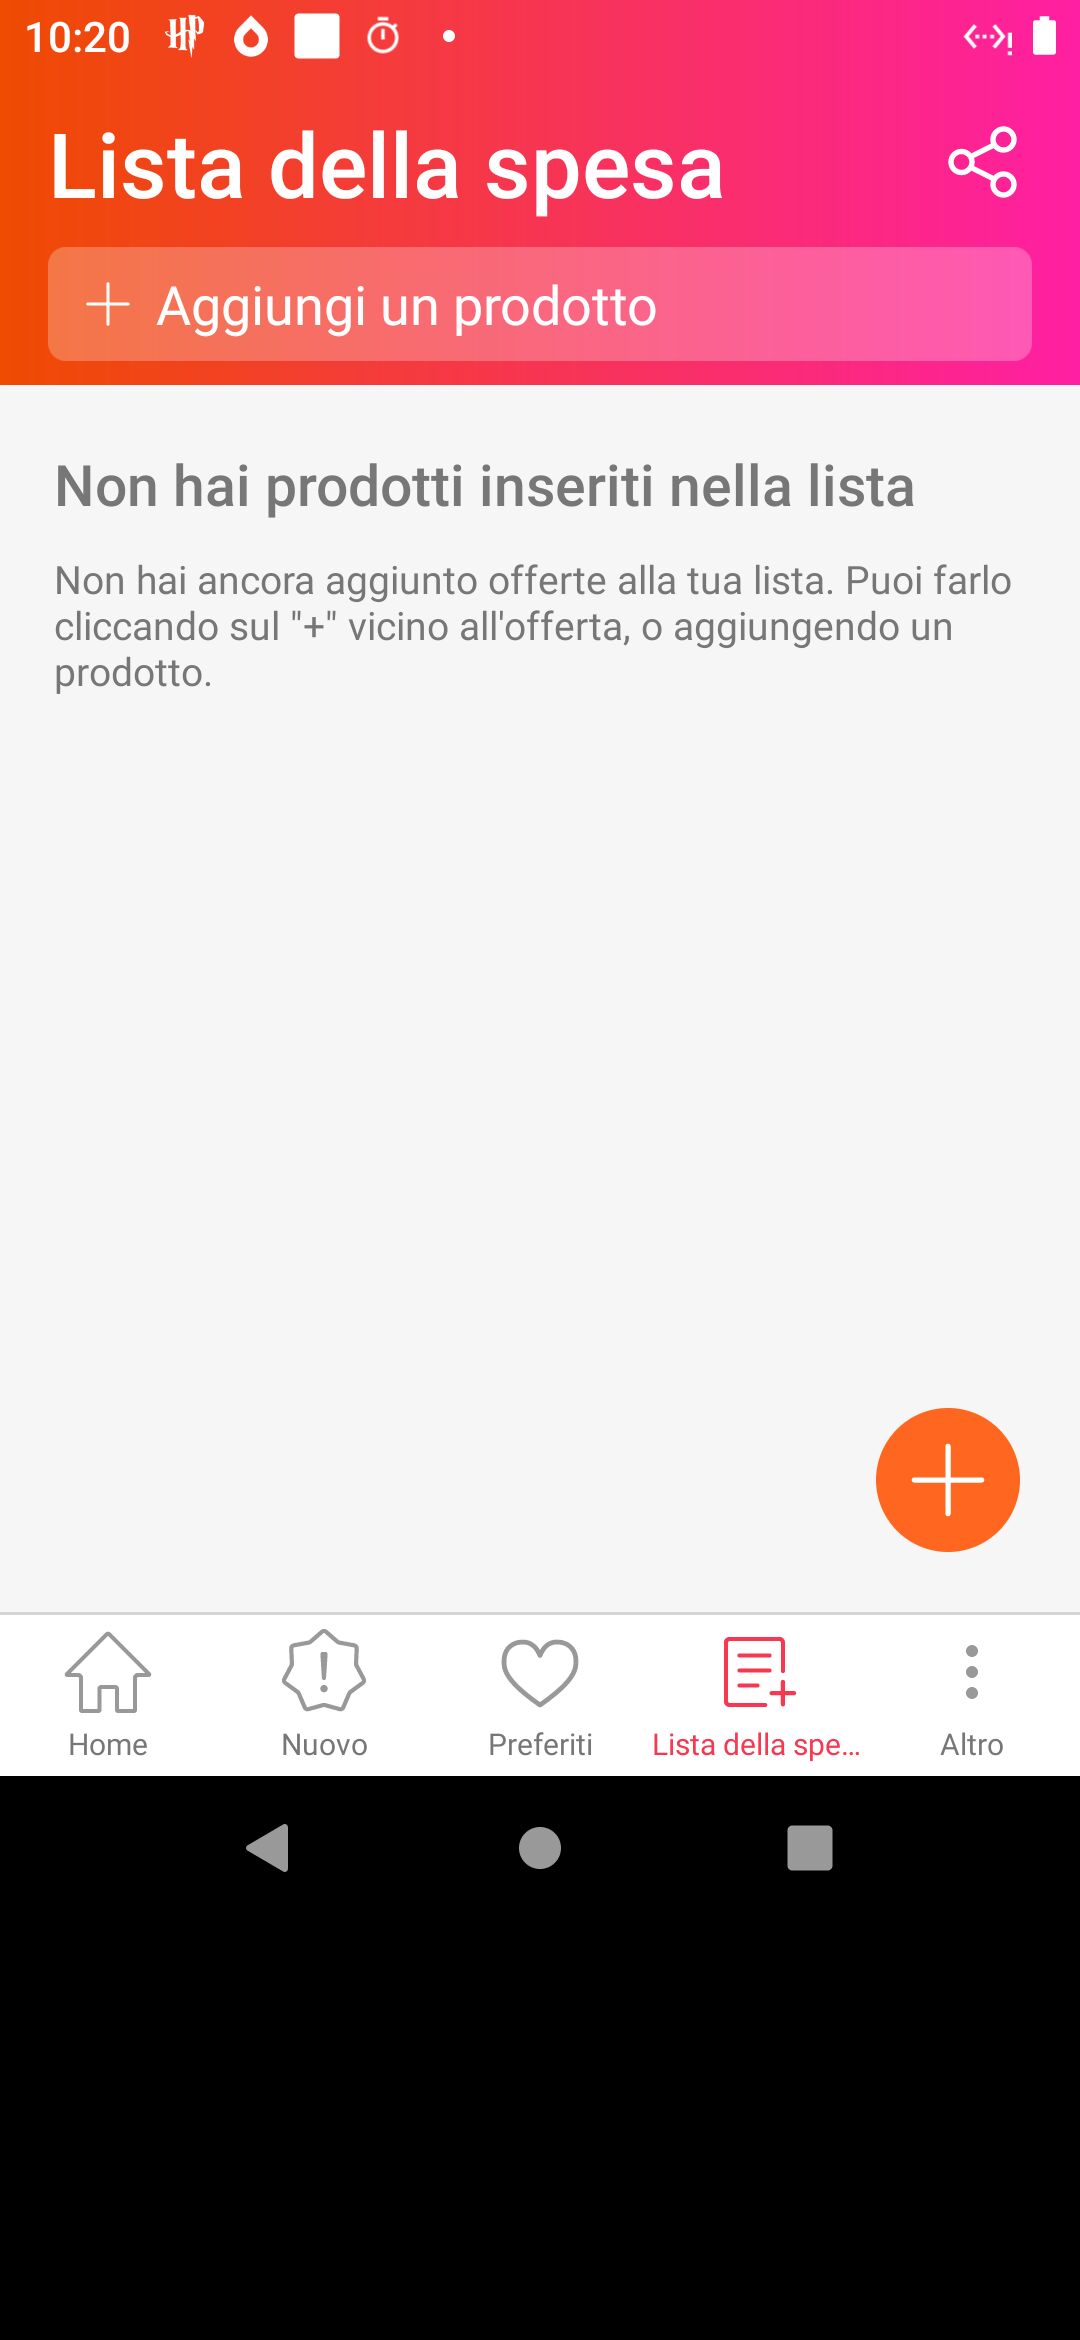 10:20
Lista della spesa
Aggiungi un prodotto
Non hai prodotti inseriti nella lista
Non hai ancora aggiunto offerte alla tua lista. Puoi farlo
cliccando sul "+" vicino all'offerta, o aggiungendo un
prodotto.
Home
Nuovo
Preferiti
Lista della spe...
Altro